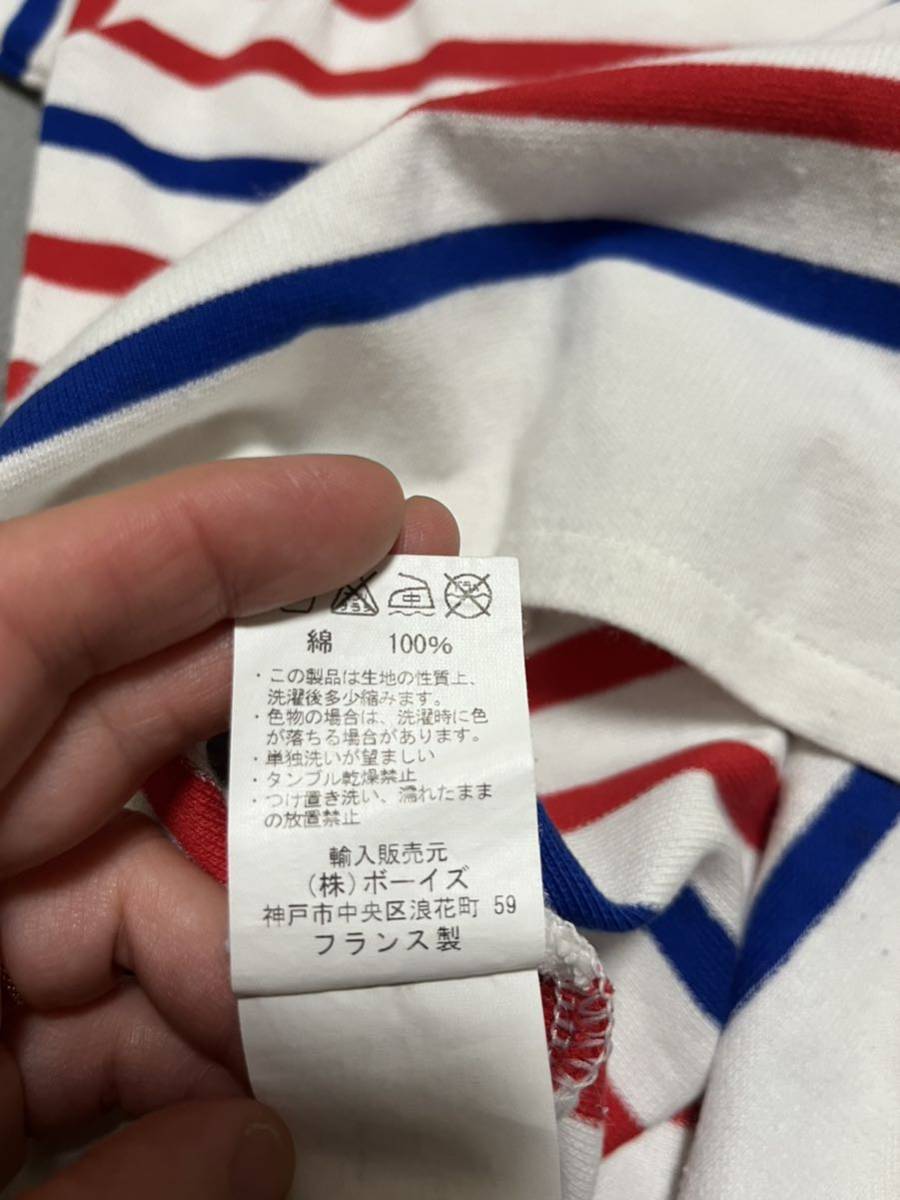 中
綿 100%
・この製品は生地の性質上、
洗濯後多少縮みます。
・色物の場合は、洗濯時に色
が落ちる場合があります。
・単独洗いが望ましい
・タンブル乾燥禁止
・つけ置き洗い、濡れたまま
の放置禁止
輸入販売元
(株)ボーイズ
神戸市中央区浪花町 59
フランス製